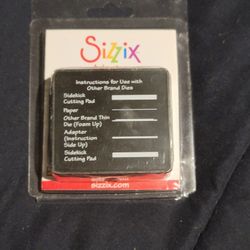 Sizzix
Instructions for Use with
Other Brand Dies
Sidekick
Cutting Pad
Paper
Other Brand Thin
Die (Foam Up)
Adapter
(Instruction
Side Up)
Sidekick
Cutting Pad
sizzix.com